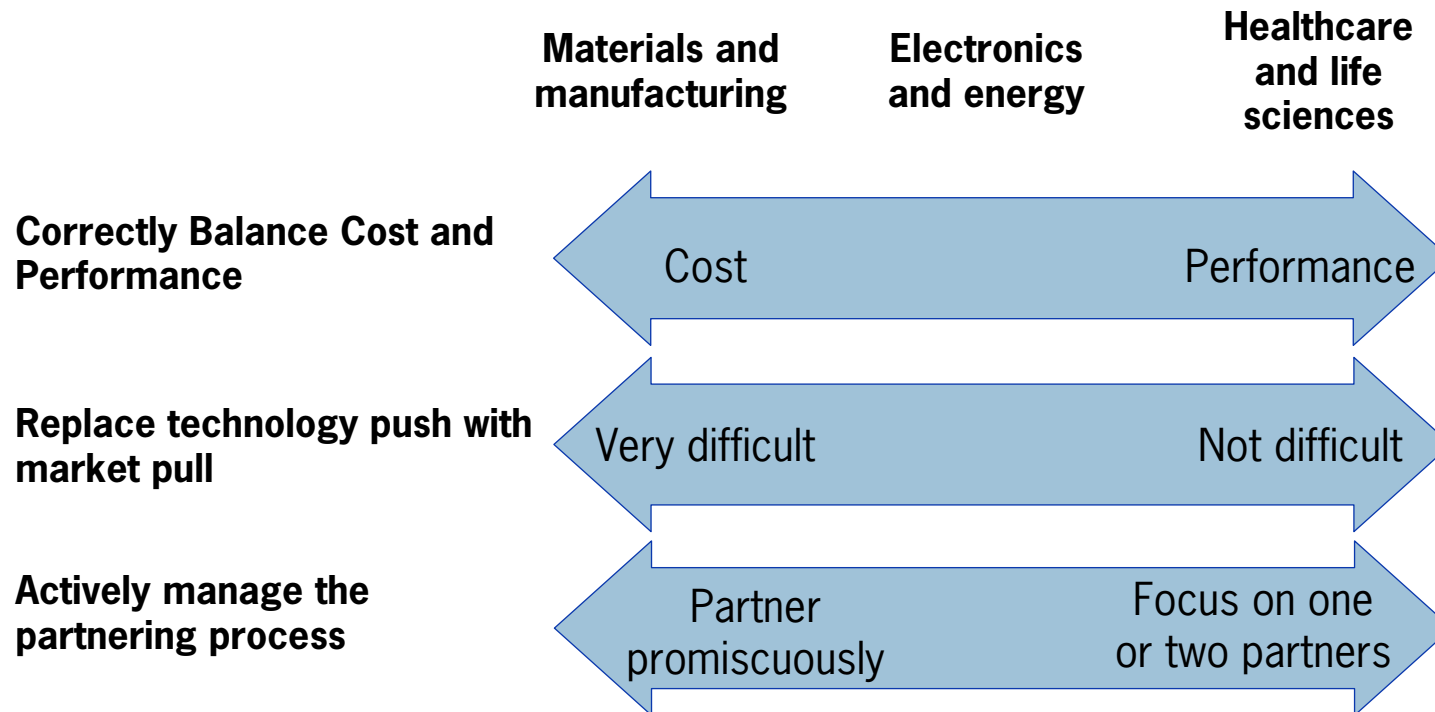 Materials and
manufacturing
Electronics
and energy
Healthcare
and life
sciences
Correctly Balance Cost and
Performance
Cost
Performance
Replace technology push with
market pull
Very difficult
Not difficult
Actively manage the
partnering process
Partner
promiscuously
Focus on one
or two partners